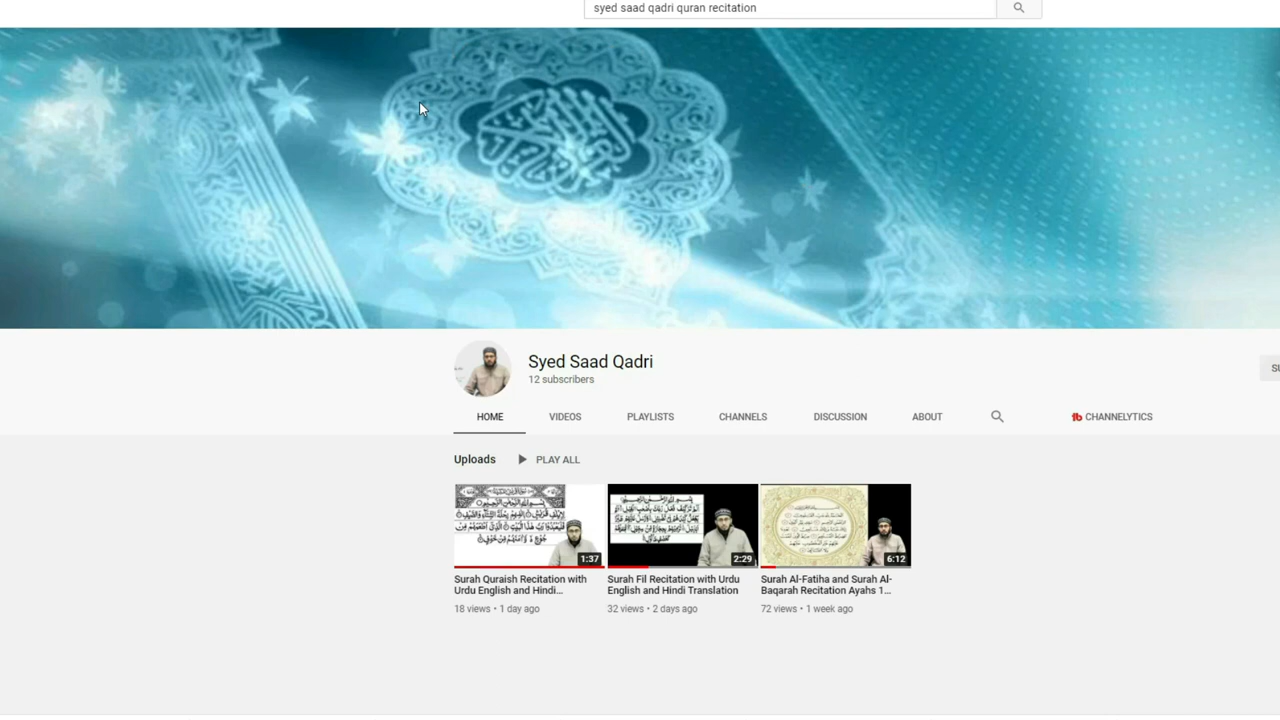 syed saad qadri quran recitation
القرآن الكريم
Syed Saad Qadri
12 subscribers
HOME VIDEOS PLAYLISTS CHANNELS DISCUSSION ABOUT CHANNELYTICS
Uploads PLAY ALL
1:37 2:29 6:12
Surah Quraish Recitation with
Urdu English and Hindi...
18 views • 1 day ago
Surah Fil Recitation with Urdu
English and Hindi Translation
32 views • 2 days ago
Surah Al-Fatiha and Surah Al-
Baqarah Recitation Ayahs 1...
72 views • 1 week ago